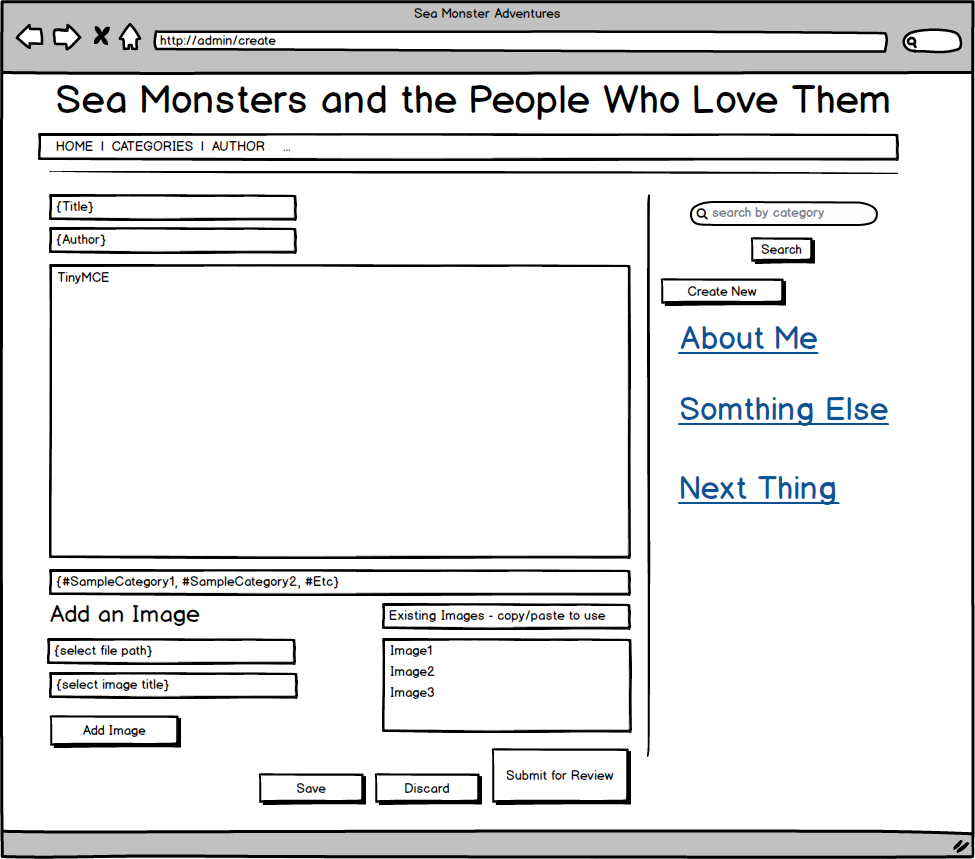 Sea Monster Adventures
http://admin/create
Sea Monsters and the People Who Love Them
HOME | CATEGORIES | AUTHOR ...
{Title}
{Author}
TinyMCE
{#SampleCategory1, #SampleCategory2, #Etc}
Add an Image
{select file path}
{select image title}
Add Image
Existing Images - copy/paste to use
Image1
Image2
Image3
Save
Discard
Submit for Review
search by category
Search
Create New
About Me
Somthing Else
Next Thing